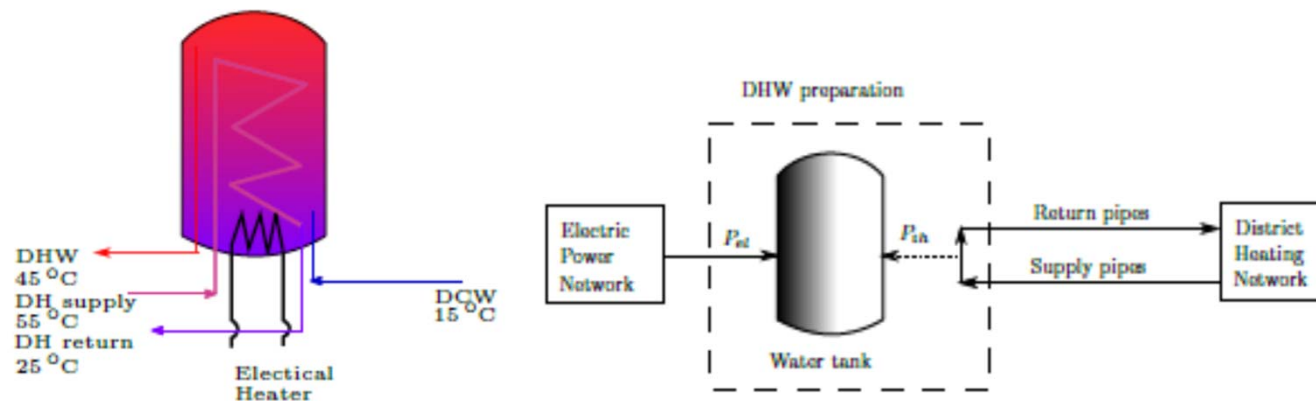 DHW
45 °C
DH supply
55 °C
DH return
25 °C
Electical
Heater
DCW
15 °C
DHW preparation
Electric
Power
Network
P_el
Water tank
P_th
Return pipes
Supply pipes
District
Heating
Network